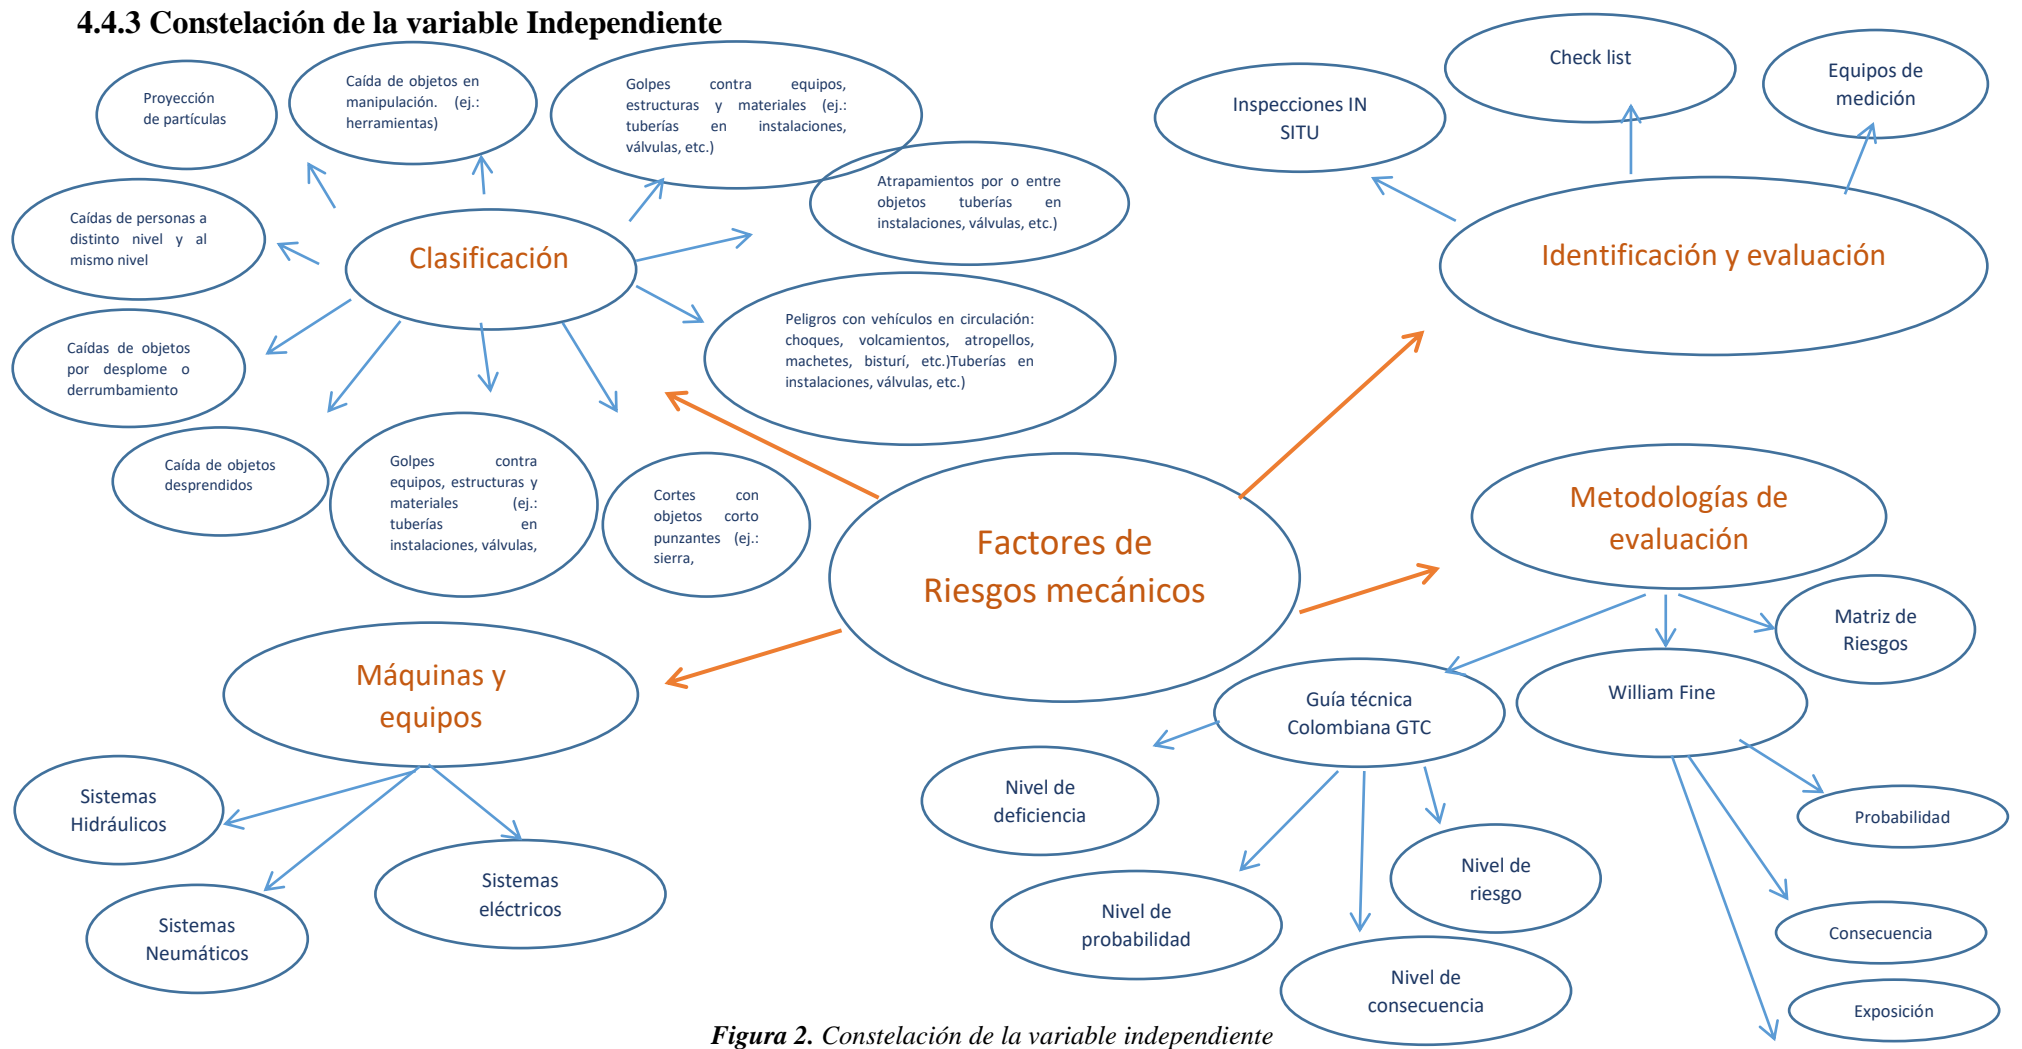 4.4.3 Constelación de la variable Independiente
Proyección
de partículas
Caída de objetos en
manipulación. (ej.:
herramientas)
Golpes contra equipos,
estructuras y materiales (ej.:
tuberías en instalaciones,
válvulas, etc.)
Atrapamientos por o entre
objetos tuberías en
instalaciones, válvulas, etc.)
Caídas de personas a
distinto nivel y al
mismo nivel
Clasificación
Peligros con vehículos en circulación:
choques, volcamientos, atropellos,
machetes, bisturí, etc.)Tuberías en
instalaciones, válvulas, etc.)
Caídas de objetos
por desplome o
derrumbamiento
Caída de objetos
desprendidos
Golpes contra
equipos, estructuras y
materiales (ej.:
tuberías en
instalaciones, válvulas,
Cortes con
objetos corto
punzantes (ej.:
sierra,
Inspecciones IN
SITU
Check list
Equipos de
medición
Identificación y evaluación
Factores de
Riesgos mecánicos
Metodologías de
evaluación
Matriz de
Riesgos
William Fine
Guía técnica
Colombiana GTC
Nivel de
deficiencia
Nivel de
probabilidad
Nivel de
consecuencia
Nivel de
riesgo
Probabilidad
Consecuencia
Exposición
Máquinas y
equipos
Sistemas
Hidráulicos
Sistemas
Neumáticos
Sistemas
eléctricos
Figura 2. Constelación de la variable independiente